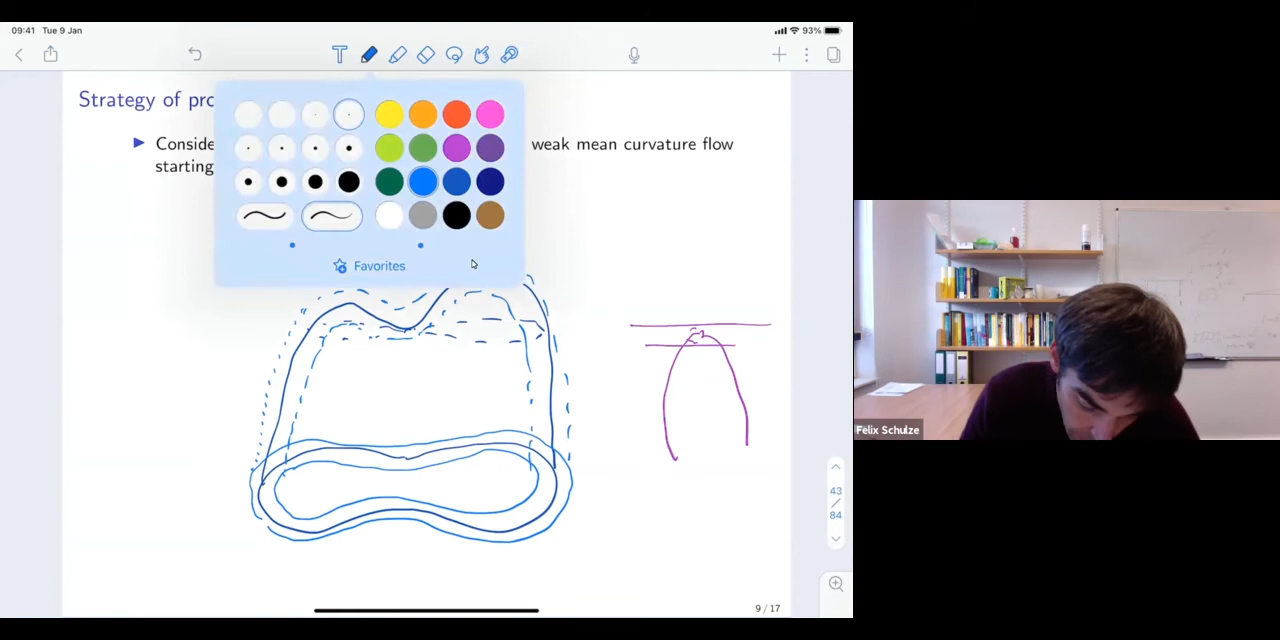 09:41 Tue 9 Jan
93%
Strategy of pro
Conside weak mean curvature flow
starting
Favorites
Felix Schulze
43
84
9 / 17